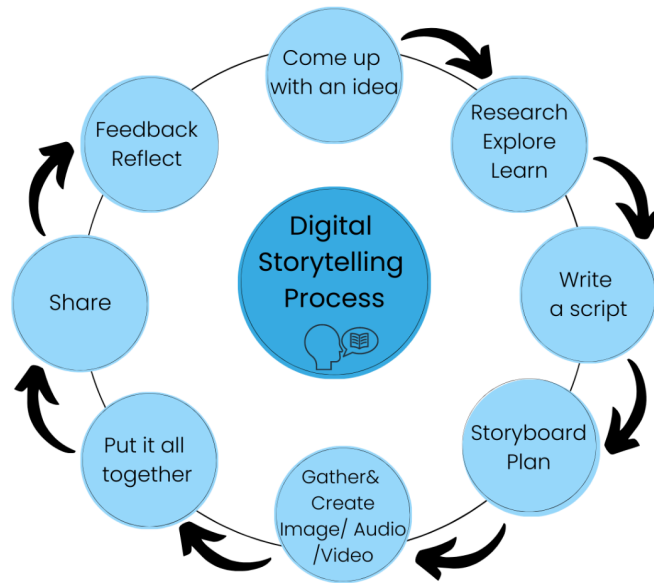 Digital
Storytelling
Process
Come up
with an idea
Research
Explore
Learn
Write
a script
Storyboard
Plan
Gather&
Create
Image/ Audio
/Video
Put it all
together
Share
Feedback
Reflect